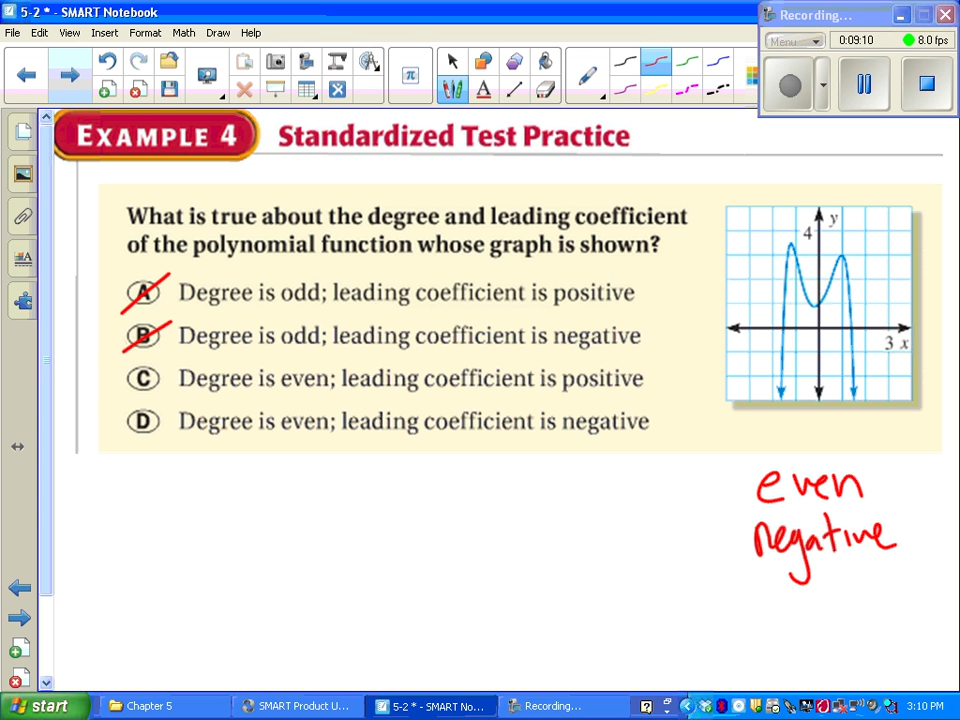 5-2 * - SMART Notebook
Recording...
File Edit View Insert Format Math Draw Help
Menu
0:09:10
8.0 fps
π
A
EXAMPLE 4 Standardized Test Practice
What is true about the degree and leading coefficient
of the polynomial function whose graph is shown?
A Degree is odd; leading coefficient is positive
B Degree is odd; leading coefficient is negative
C Degree is even; leading coefficient is positive
D Degree is even; leading coefficient is negative
4 y
3 x
even
negative
start
Chapter 5
SMART Product U...
5-2 * - SMART No...
Recording...
3:10 PM